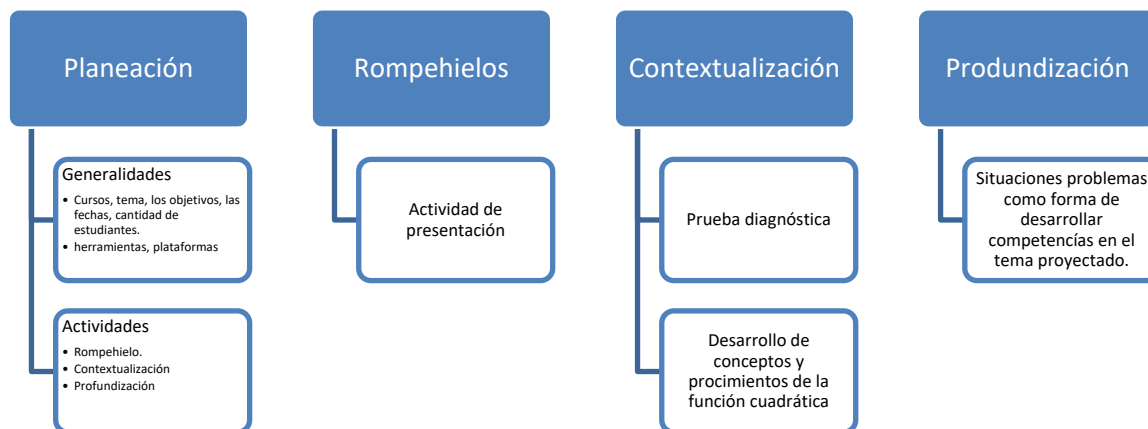 Planeación
Generalidades
• Cursos, tema, los objetivos, las
fechas, cantidad de
estudiantes.
• herramientas, plataformas
Actividades
• Rompehielo.
• Contextualización
• Profundización
Rompehielos
Actividad de
presentación
Contextualización
Prueba diagnóstica
Desarrollo de
conceptos y
procimientos de la
función cuadrática
Produndización
Situaciones problemas
como forma de
desarrollar
competencías en el
tema proyectado.